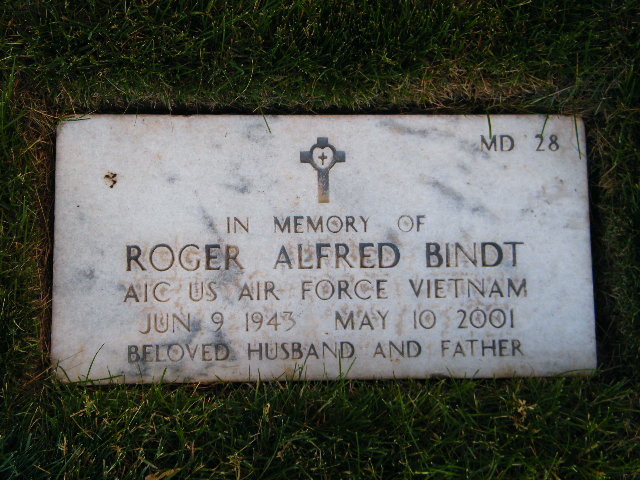 MD 28
IN MEMORY OF
ROGER ALFRED BINDT
A1C US AIR FORCE VIETNAM
JUN 9 1943 MAY 10 2001
BELOVED HUSBAND AND FATHER